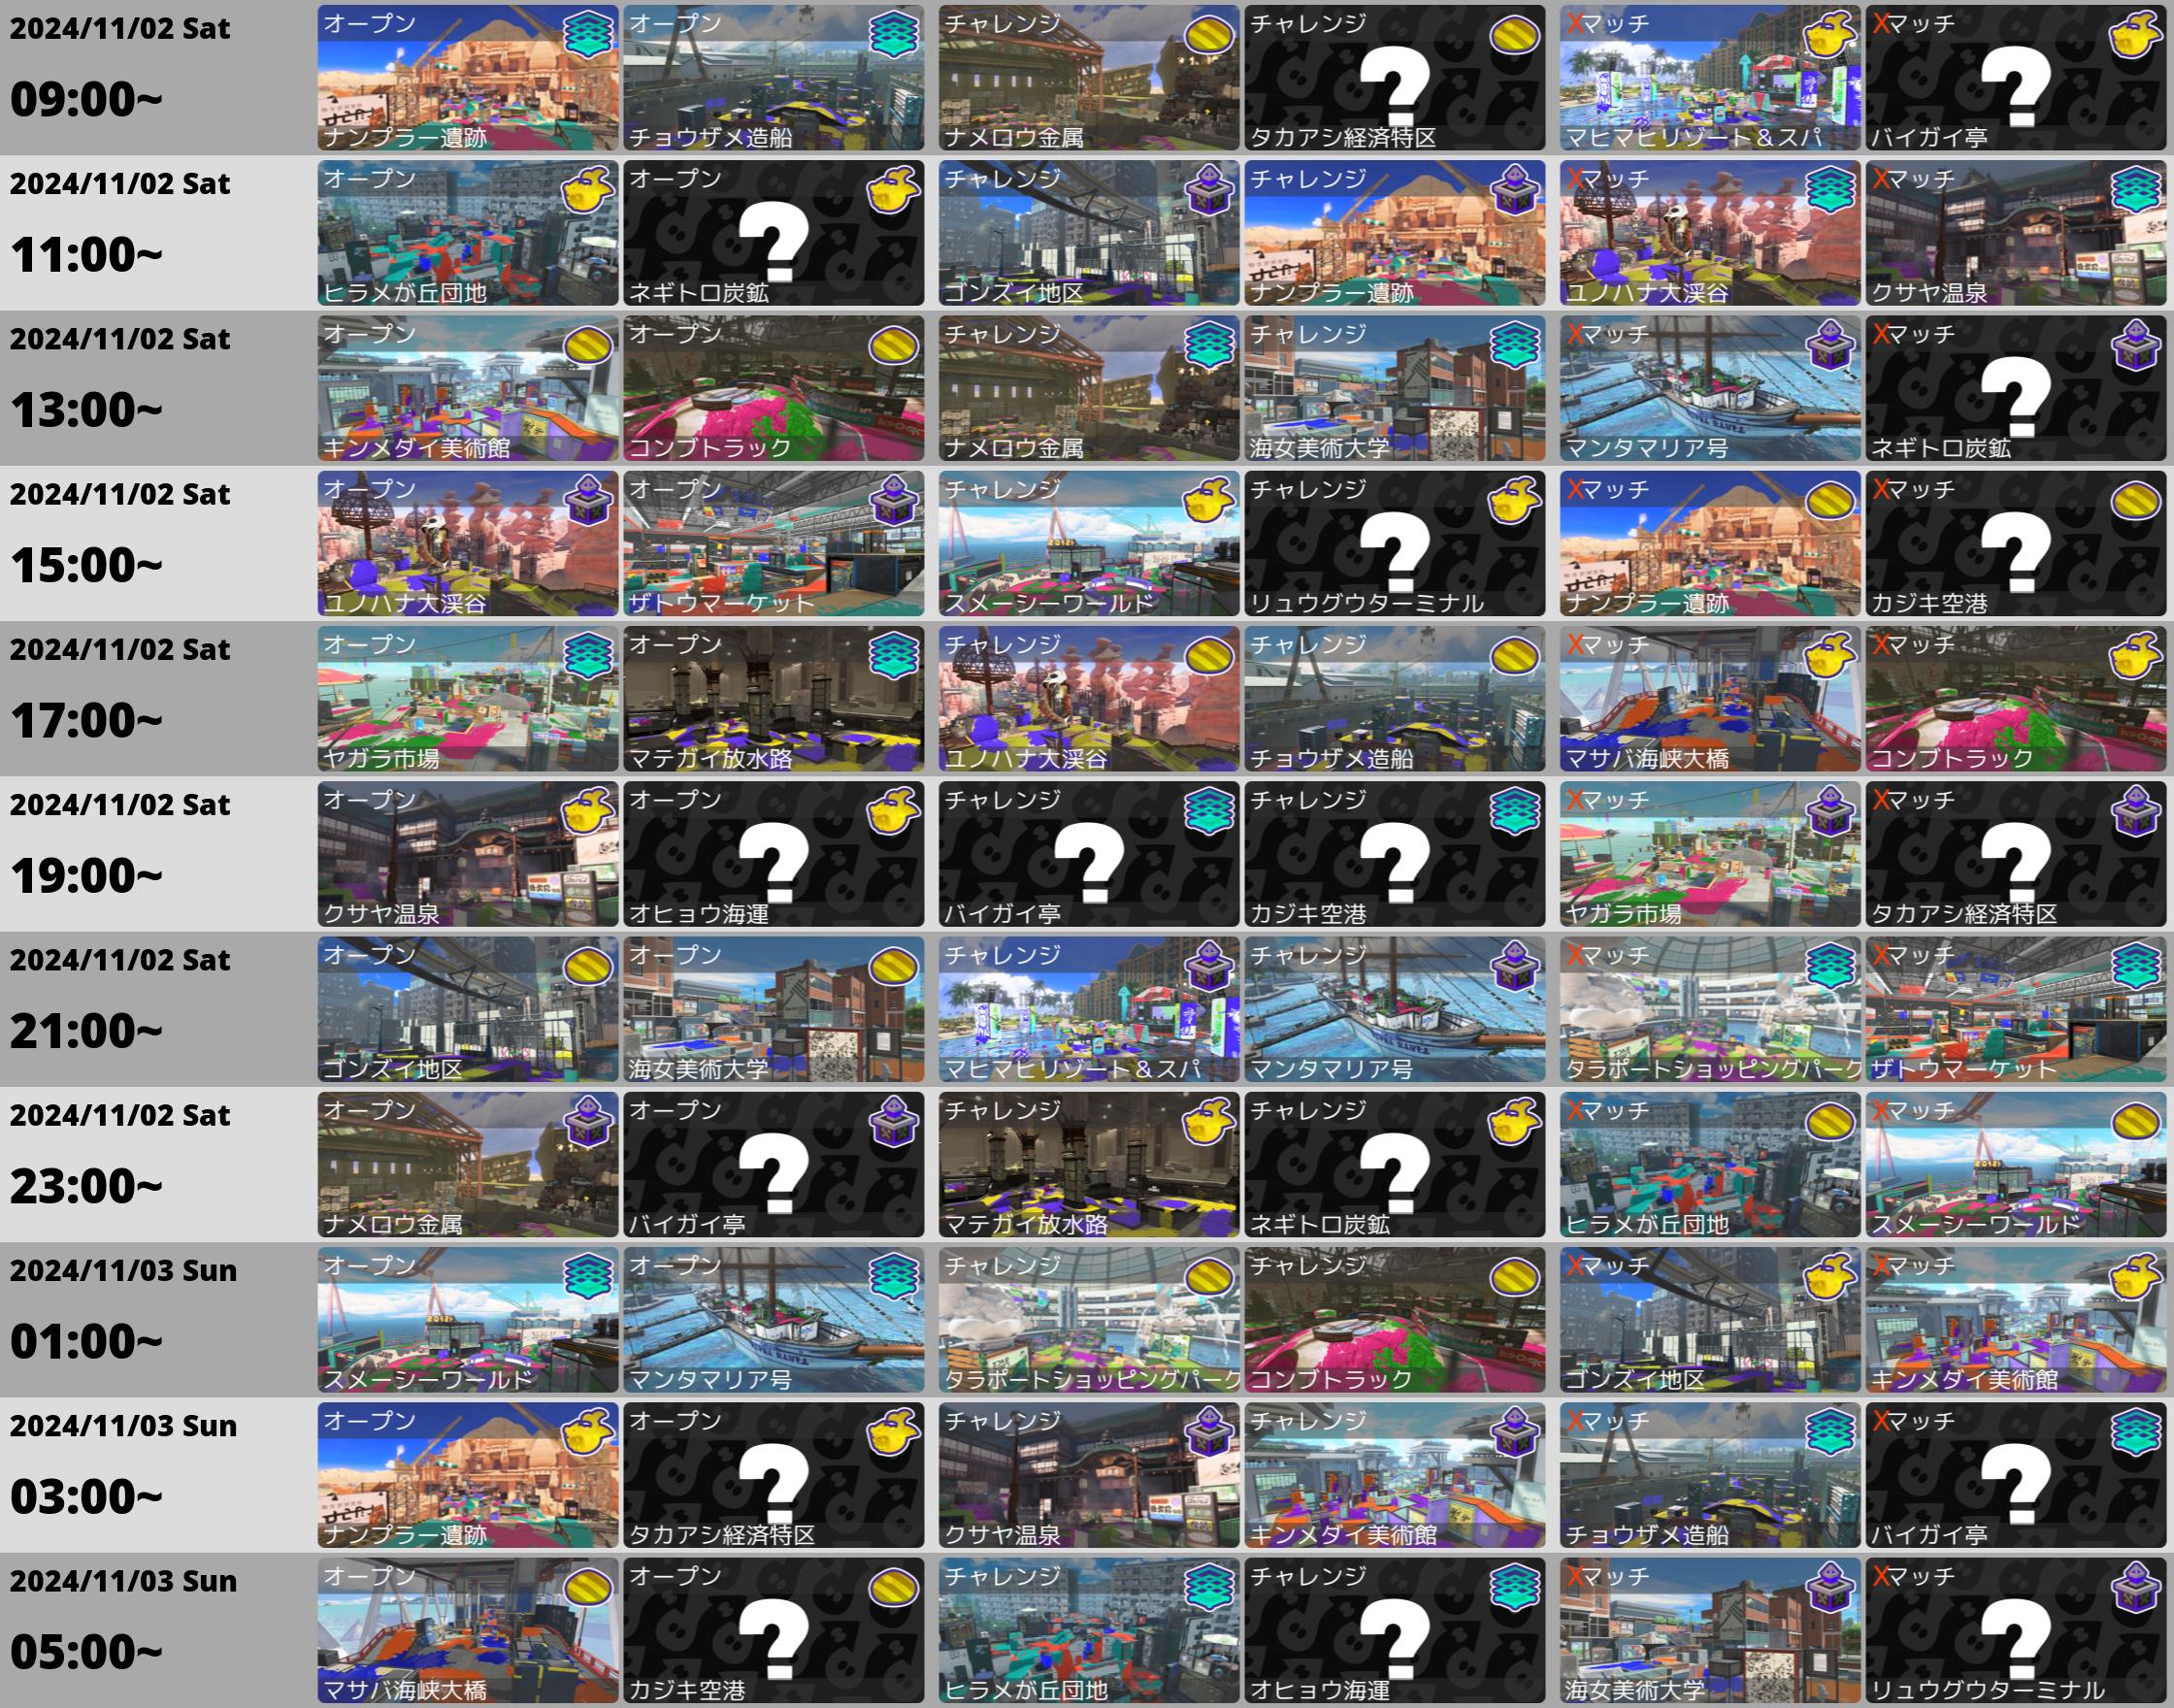 2024/11/02 Sat
09:00~
オープン
ナンプラー遺跡
オープン
チョウザメ造船
チャレンジ
ナメロウ金属
チャレンジ
?
タカアシ経済特区
Xマッチ
マヒマヒリゾート&スパ
Xマッチ
?
バイガイ亭
2024/11/02 Sat
11:00~
オープン
ヒラメが丘団地
オープン
?
ネギトロ炭鉱
チャレンジ
ゴンズイ地区
チャレンジ
ナンプラー遺跡
Xマッチ
ユノハナ大渓谷
Xマッチ
クサヤ温泉
2024/11/02 Sat
13:00~
オープン
キンメダイ美術館
オープン
コンブトラック
チャレンジ
ナメロウ金属
チャレンジ
海女美術大学
Xマッチ
マンタマリア号
Xマッチ
?
ネギトロ炭鉱
2024/11/02 Sat
15:00~
オープン
ユノハナ大渓谷
オープン
ザトウマーケット
チャレンジ
スメーシーワールド
チャレンジ
?
リュウグウターミナル
Xマッチ
ナンプラー遺跡
Xマッチ
?
カジキ空港
2024/11/02 Sat
17:00~
オープン
ヤガラ市場
オープン
マテガイ放水路
チャレンジ
ユノハナ大渓谷
チャレンジ
チョウザメ造船
Xマッチ
マサバ海峡大橋
Xマッチ
コンブトラック
2024/11/02 Sat
19:00~
オープン
クサヤ温泉
オープン
?
オヒョウ海運
チャレンジ
?
バイガイ亭
チャレンジ
?
カジキ空港
Xマッチ
ヤガラ市場
Xマッチ
?
タカアシ経済特区
2024/11/02 Sat
21:00~
オープン
ゴンズイ地区
オープン
海女美術大学
チャレンジ
マヒマヒリゾート&スパ
チャレンジ
マンタマリア号
Xマッチ
タラポートショッピングパーク
Xマッチ
ザトウマーケット
2024/11/02 Sat
23:00~
オープン
ナメロウ金属
オープン
?
バイガイ亭
チャレンジ
マテガイ放水路
チャレンジ
?
ネギトロ炭鉱
Xマッチ
ヒラメが丘団地
Xマッチ
スメーシーワールド
2024/11/03 Sun
01:00~
オープン
スメーシーワールド
オープン
マンタマリア号
チャレンジ
タラポートショッピングパーク
チャレンジ
コンブトラック
Xマッチ
ゴンズイ地区
Xマッチ
キンメダイ美術館
2024/11/03 Sun
03:00~
オープン
ナンプラー遺跡
オープン
?
タカアシ経済特区
チャレンジ
クサヤ温泉
チャレンジ
キンメダイ美術館
Xマッチ
チョウザメ造船
Xマッチ
?
バイガイ亭
2024/11/03 Sun
05:00~
オープン
マサバ海峡大橋
オープン
?
カジキ空港
チャレンジ
ヒラメが丘団地
チャレンジ
?
オヒョウ海運
Xマッチ
海女美術大学
Xマッチ
?
リュウグウターミナル